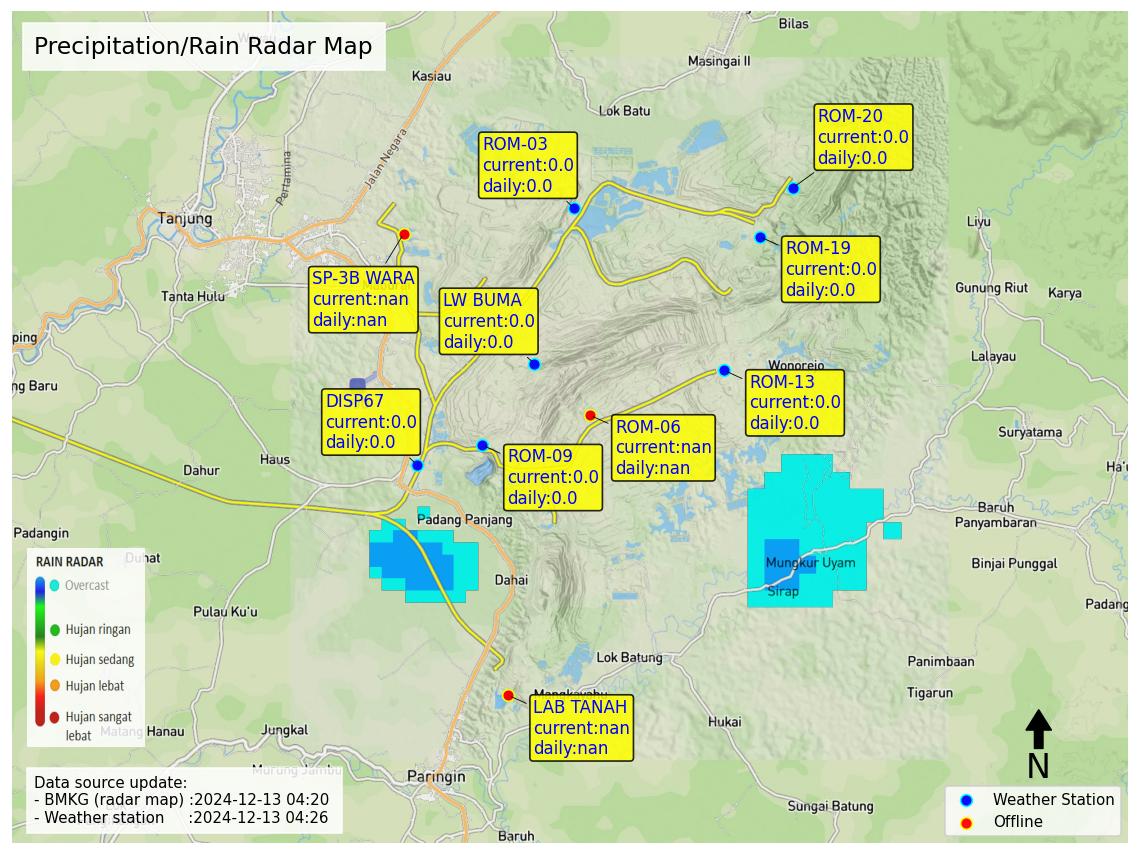 Precipitation/Rain Radar Map
Bilas
Masingai II
Kasiau
Lok Batu
Jalan Negara
Pertamina
Tanjung
Tanta Hulu
ROM-03
current:0.0
daily:0.0
ROM-20
current:0.0
daily:0.0
ROM-19
current:0.0
daily:0.0
SP-3B WARA
current:nan
daily:nan
LW BUMA
current:0.0
daily:0.0
Liyu
Gunung Riut
Karya
Lalayau
Wonorejo
ping
ng Baru
ROM-13
current:0.0
daily:0.0
DISP67
current:0.0
daily:0.0
ROM-06
current:nan
daily:nan
ROM-09
current:0.0
daily:0.0
Suryatama
Ha'u
Dahur
Haus
Padang Panjang
Baruh
Panyambaran
Padangin
Duhat
Binjai Punggal
Mungkur Uyam
Sirap
Dahai
Padang
Pulau Ku'u
RAIN RADAR
Overcast
Hujan ringan
Hujan sedang
Hujan lebat
Hujan sangat
lebat
Lok Batung
Panimbaan
Tigarun
Mangkayahu
LAB TANAH
current:nan
daily:nan
Hukai
Matang Hanau
Jungkal
Murung Jambu
Paringin
Sungai Batung
Baruh
N
Data source update:
- BMKG (radar map) :2024-12-13 04:20
- Weather station :2024-12-13 04:26
Weather Station
Offline